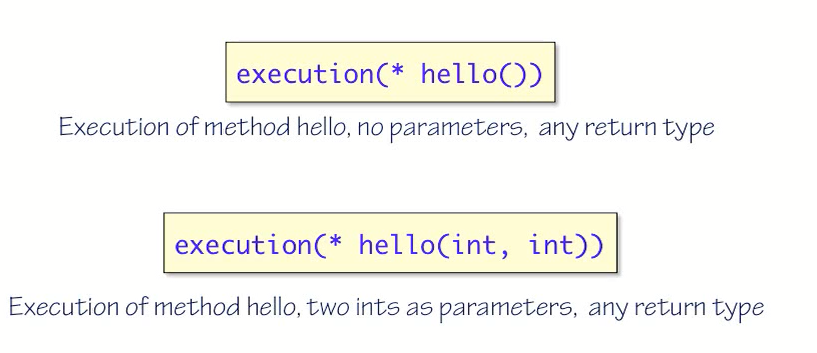 execution(* hello())
Execution of method hello, no parameters, any return type
execution(* hello(int, int))
Execution of method hello, two ints as parameters, any return type